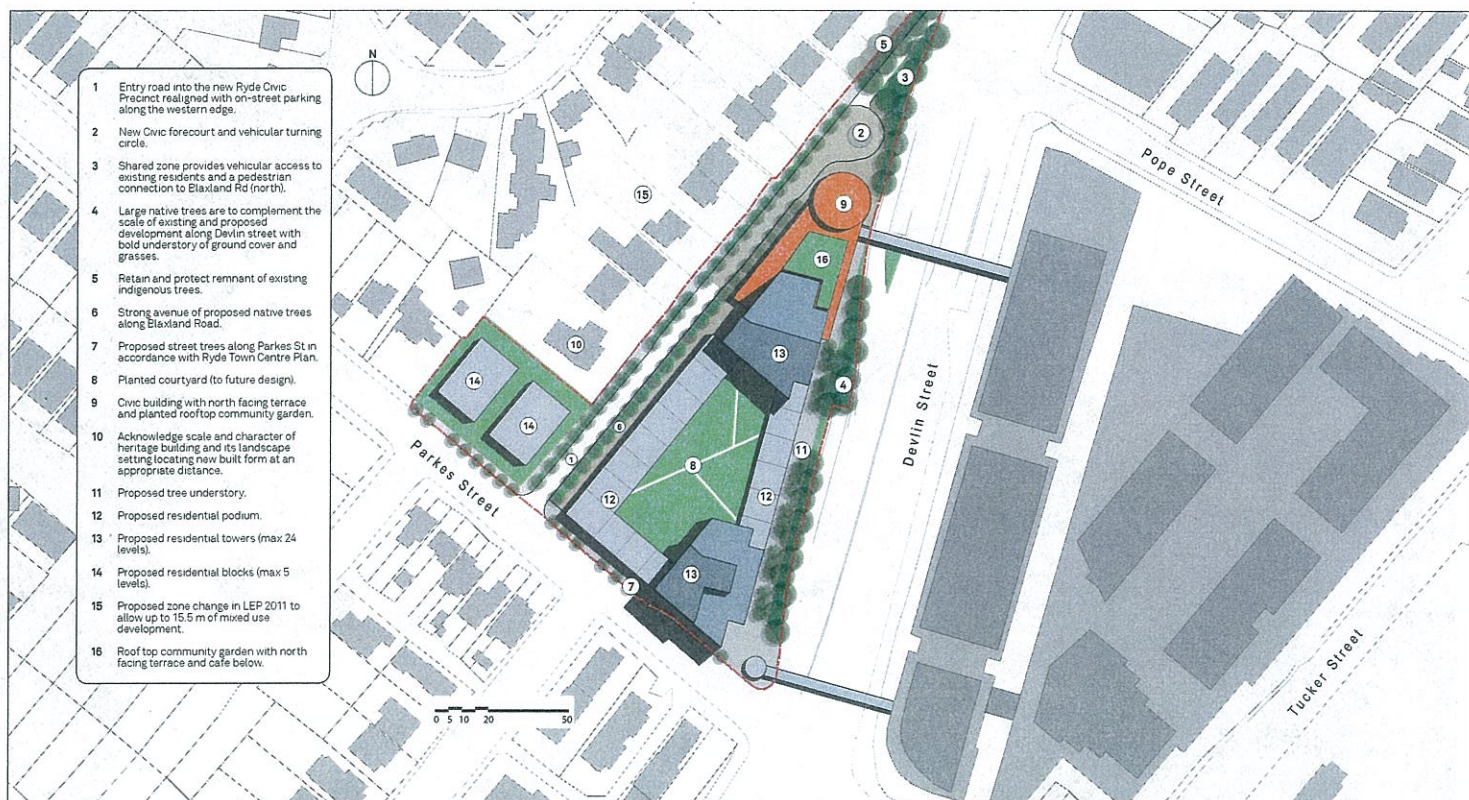 1 Entry road into the new Ryde Civic
Precinct realigned with on-street parking
along the western edge.
2 New Civic forecourt and vehicular turning
circle.
3 Shared zone provides vehicular access to
existing residents and a pedestrian
connection to Blaxland Rd (north).
4 Large native trees are to complement the
scale of existing and proposed
development along Devlin street with
bold understory of ground cover and
grasses.
5 Retain and protect remnant of existing
indigenous trees.
6 Strong avenue of proposed native trees
along Blaxland Road.
7 Proposed street trees along Parkes St in
accordance with Ryde Town Centre Plan.
8 Planted courtyard (to future design).
9 Civic building with north facing terrace
and planted rooftop community garden.
10 Acknowledge scale and character of
heritage building and its landscape
setting locating new built form at an
appropriate distance.
11 Proposed tree understory.
12 Proposed residential podium.
13 Proposed residential towers (max 24
levels).
14 Proposed residential blocks (max 5
levels).
15 Proposed zone change in LEP 2011 to
allow up to 15.5 m of mixed use
development.
16 Roof top community garden with north
facing terrace and cafe below.
N
5
3
2
15
9
16
10
13
14
14
4
6
1
8
11
12
12
13
7
Pope Street
Devlin Street
Parkes Street
Tucker Street
0 5 10 20 50